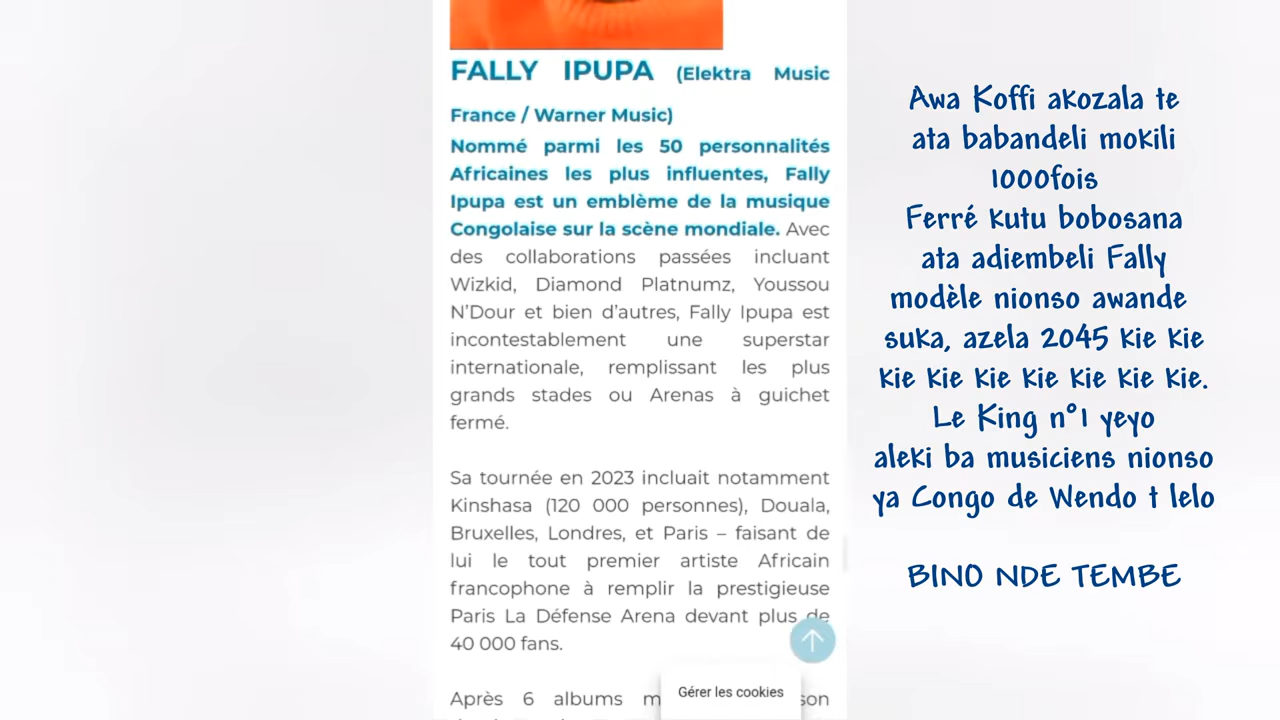 FALLY IPUPA (Elektra Music
France / Warner Music)
Nommé parmi les 50 personnalités
Africaines les plus influentes, Fally
Ipupa est un emblème de la musique
Congolaise sur la scène mondiale. Avec
des collaborations passées incluant
Wizkid, Diamond Platnumz, Youssou
N’Dour et bien d’autres, Fally Ipupa est
incontestablement une superstar
internationale, remplissant les plus
grands stades ou Arenas à guichet
fermé.
Sa tournée en 2023 incluait notamment
Kinshasa (120 000 personnes), Douala,
Bruxelles, Londres, et Paris – faisant de
lui le tout premier artiste Africain
francophone à remplir la prestigieuse
Paris La Défense Arena devant plus de
40 000 fans.
Après 6 albums son
Gérer les cookies
Awa Koffi akozala te
ata babandeli mokili
1000fois
Ferré kutu bobosana
ata adiembeli Fally
modèle nionso awande
suka, azela 2045 kie kie
kie kie kie kie kie kie kie.
Le King n°1 yeyo
aleki ba musiciens nionso
ya Congo de Wendo t lelo
BINO NDE TEMBE